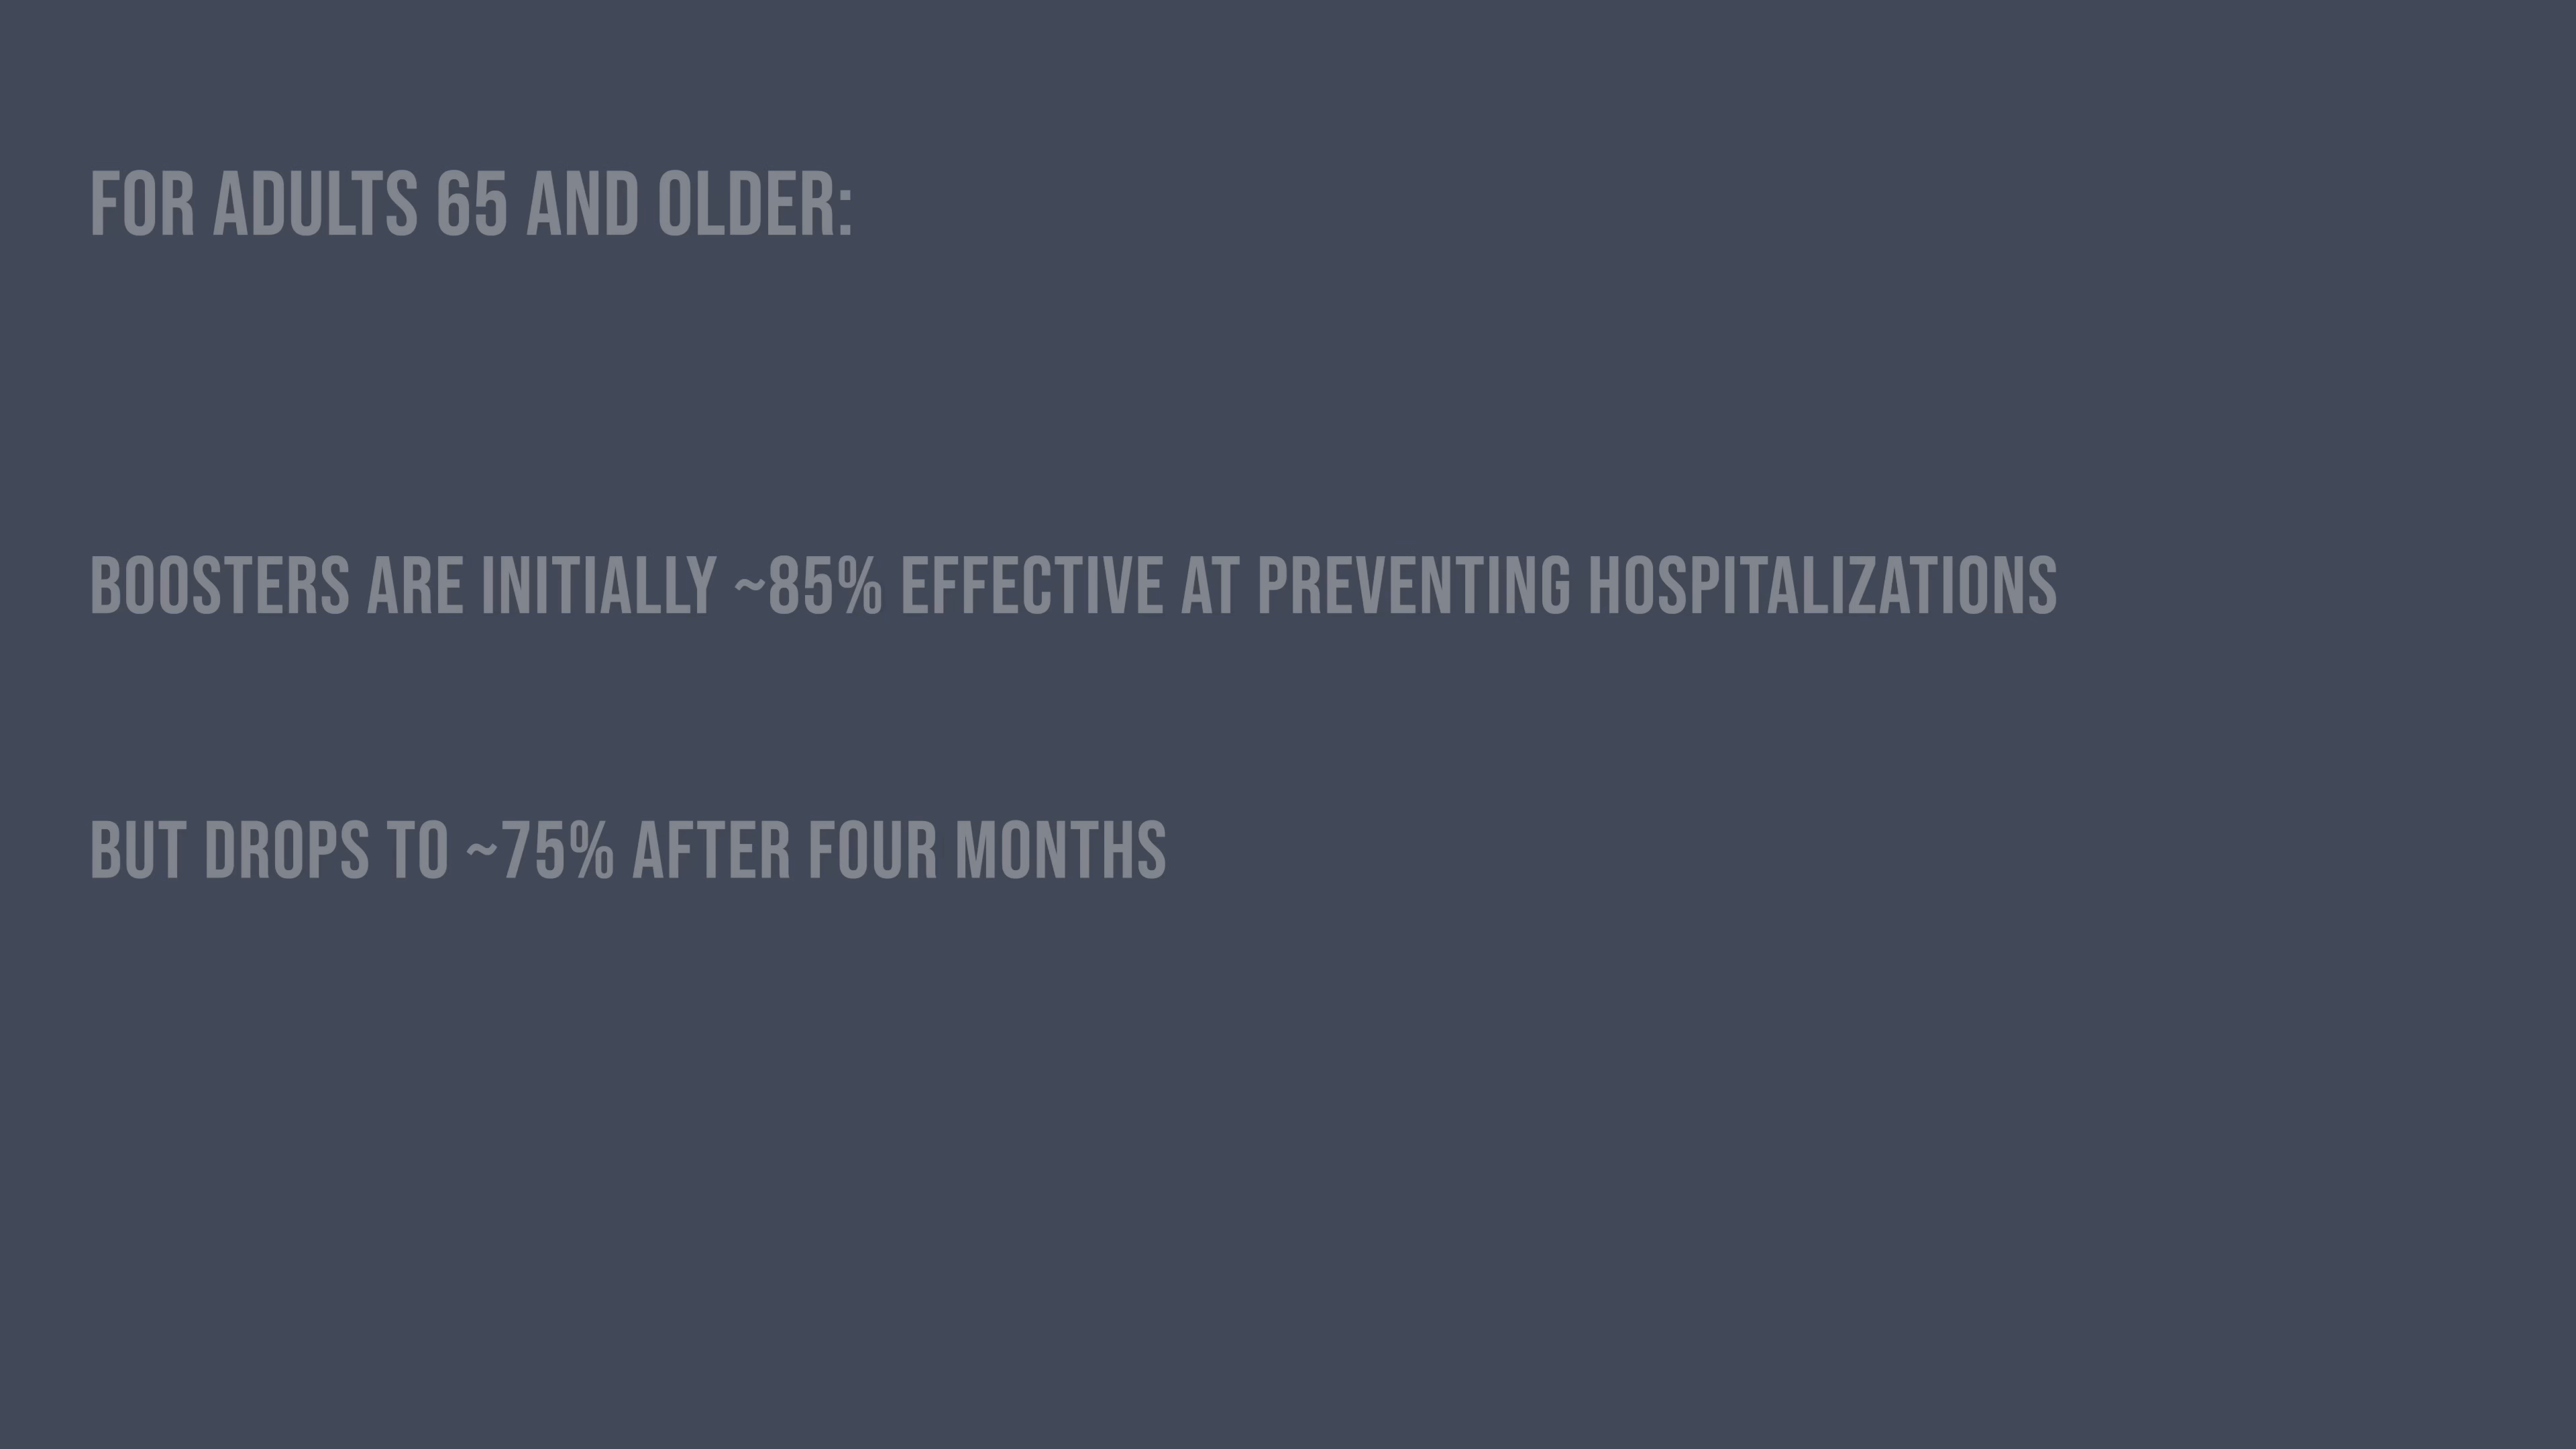 FOR ADULTS 65 AND OLDER:
BOOSTERS ARE INITIALLY ~85% EFFECTIVE AT PREVENTING HOSPITALIZATIONS
BUT DROPS TO ~75% AFTER FOUR MONTHS